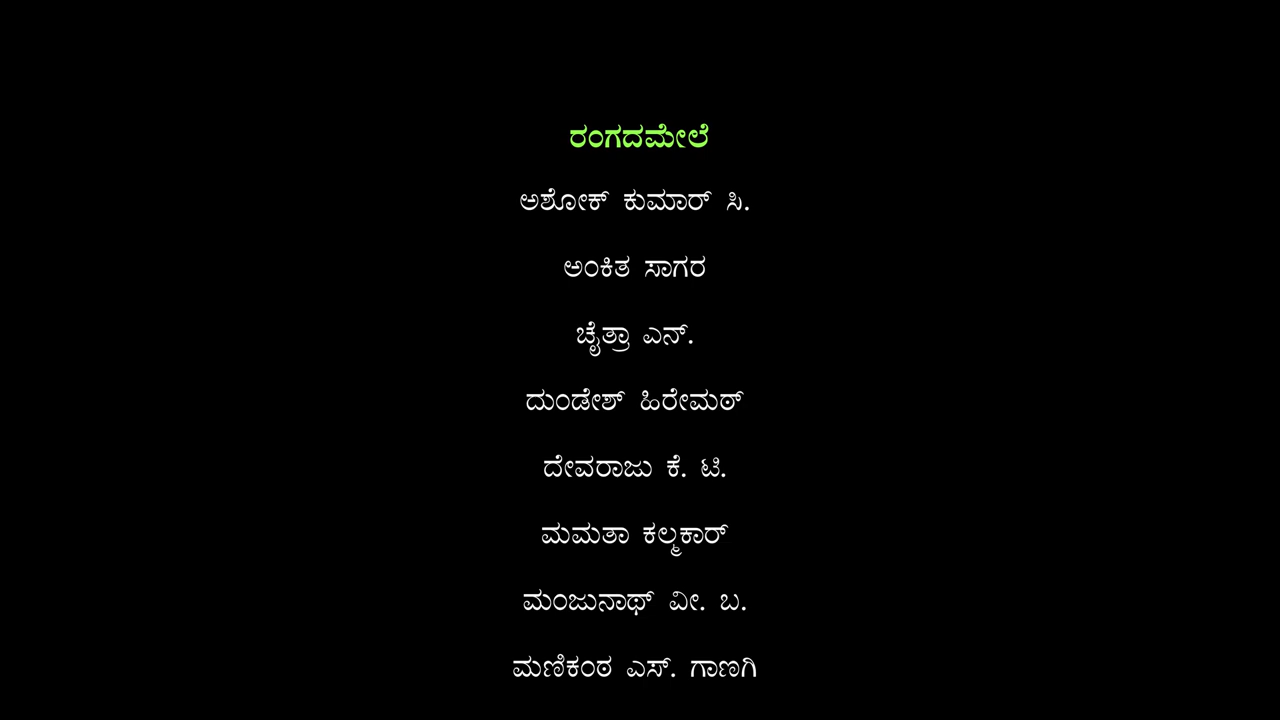 ರಂಗದಮೇಲೆ
ಅಶೋಕ್ ಕುಮಾರ್ ಸಿ.
ಅಂಕಿತ ಸಾಗರ
ಚೈತ್ರಾ ಎನ್.
ದುಂಡೇಶ್ ಹಿರೇಮಠ್
ದೇವರಾಜು ಕೆ. ಟಿ.
ಮಮತಾ ಕಲ್ಮಕಾರ್
ಮಂಜುನಾಥ್ ವೀ. ಬ.
ಮಣಿಕಂಠ ಎಸ್. ಗಾಣಗಿ